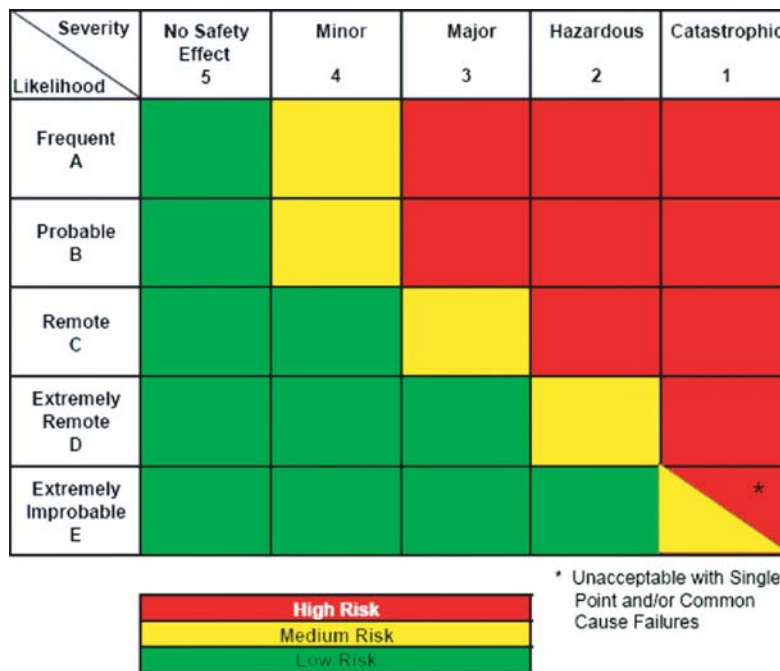 Severity
Likelihood
No Safety
Effect
5
Minor
4
Major
3
Hazardous
2
Catastrophic
1
Frequent
A
Probable
B
Remote
C
Extremely
Remote
D
Extremely
Improbable
E
*
* Unacceptable with Single
Point and/or Common
Cause Failures
High Risk
Medium Risk
Low Risk